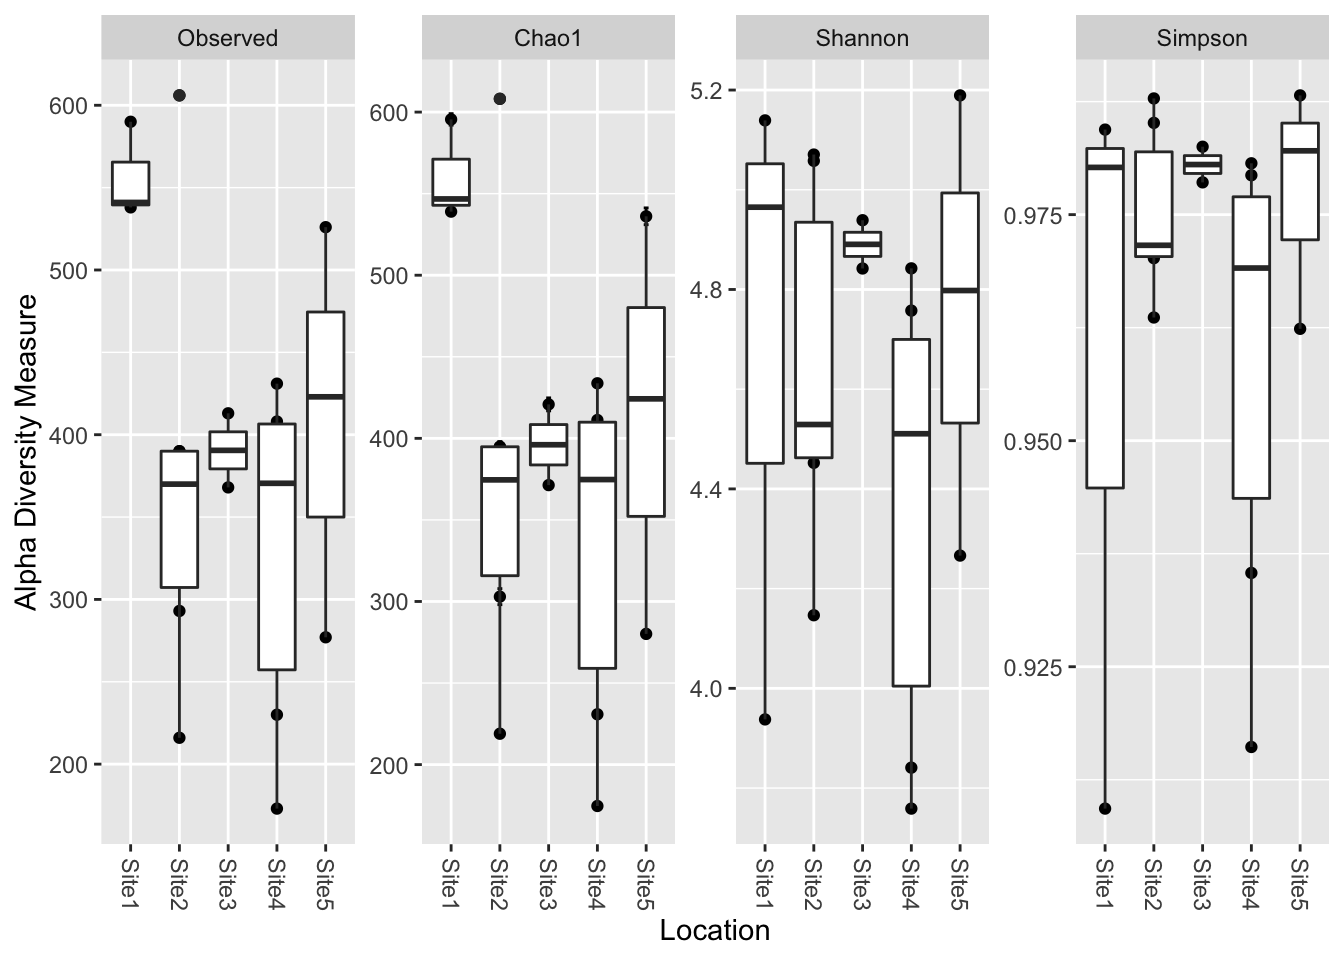 Observed
Chao1
Shannon
Simpson
Alpha Diversity Measure
600
500
400
300
200
600
500
400
300
200
5.2
4.8
4.4
4.0
0.975
0.950
0.925
Site1
Site2
Site3
Site4
Site5
Site1
Site2
Site3
Site4
Site5
Site1
Site2
Site3
Site4
Site5
Site1
Site2
Site3
Site4
Site5
Location